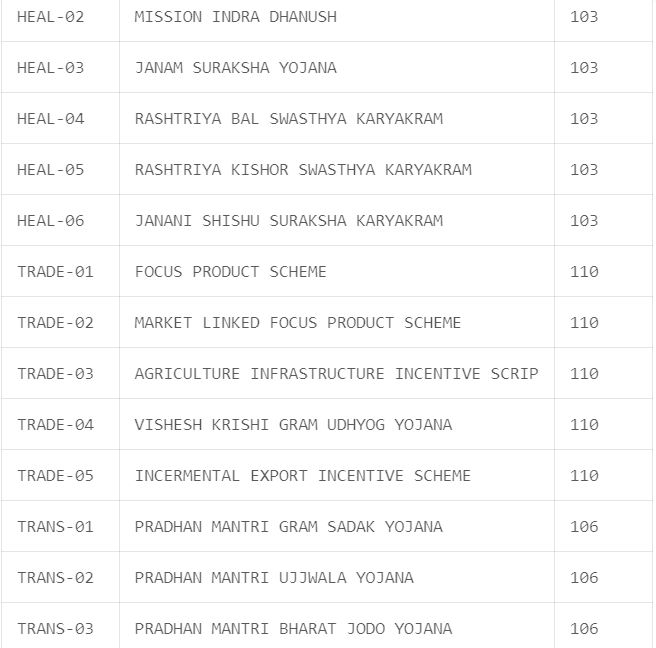 HEAL-02 MISSION INDRA DHANUSH 103
HEAL-03 JANAM SURAKSHA YOJANA 103
HEAL-04 RASHTRIYA BAL SWASTHYA KARYAKRAM 103
HEAL-05 RASHTRIYA KISHOR SWASTHYA KARYAKRAM 103
HEAL-06 JANANI SHISHU SURAKSHA KARYAKRAM 103
TRADE-01 FOCUS PRODUCT SCHEME 110
TRADE-02 MARKET LINKED FOCUS PRODUCT SCHEME 110
TRADE-03 AGRICULTURE INFRASTRUCTURE INCENTIVE SCRIP 110
TRADE-04 VISHESH KRISHI GRAM UDHYOG YOJANA 110
TRADE-05 INCERMENTAL EXPORT INCENTIVE SCHEME 110
TRANS-01 PRADHAN MANTRI GRAM SADAK YOJANA 106
TRANS-02 PRADHAN MANTRI UJJWALA YOJANA 106
TRANS-03 PRADHAN MANTRI BHARAT JODO YOJANA 106